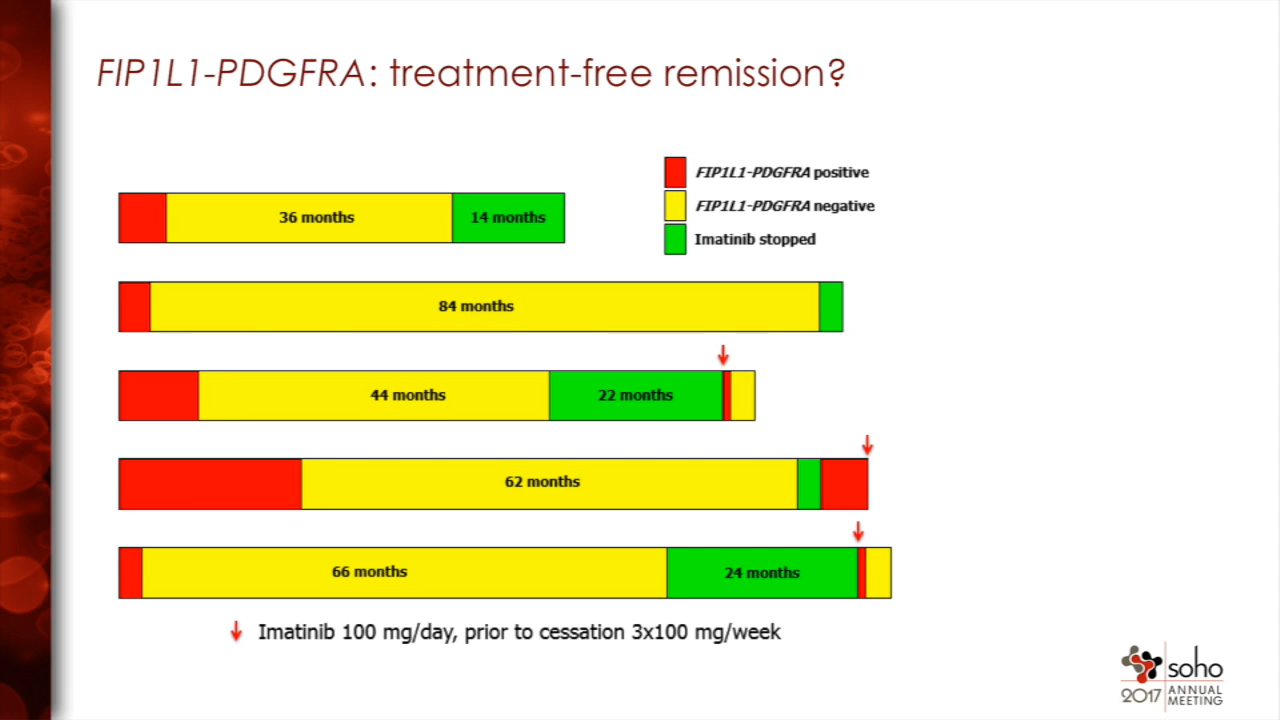 FIP1L1-PDGFRA: treatment-free remission?
FIP1L1-PDGFRA positive
FIP1L1-PDGFRA negative
Imatinib stopped
36 months
14 months
84 months
44 months
22 months
62 months
66 months
24 months
Imatinib 100 mg/day, prior to cessation 3x100 mg/week
soho
2017 ANNUAL
MEETING